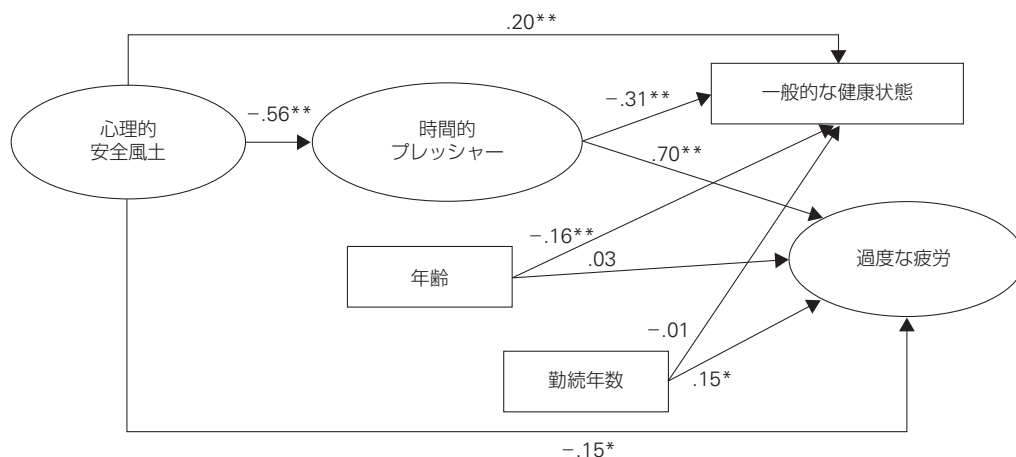 .20**
一般的な健康状態
−.31**
−.56**
心理的
安全風土
時間的
プレッシャー
.70**
−.16**
年齢
.03
過度な疲労
−.01
勤続年数
.15*
−.15*